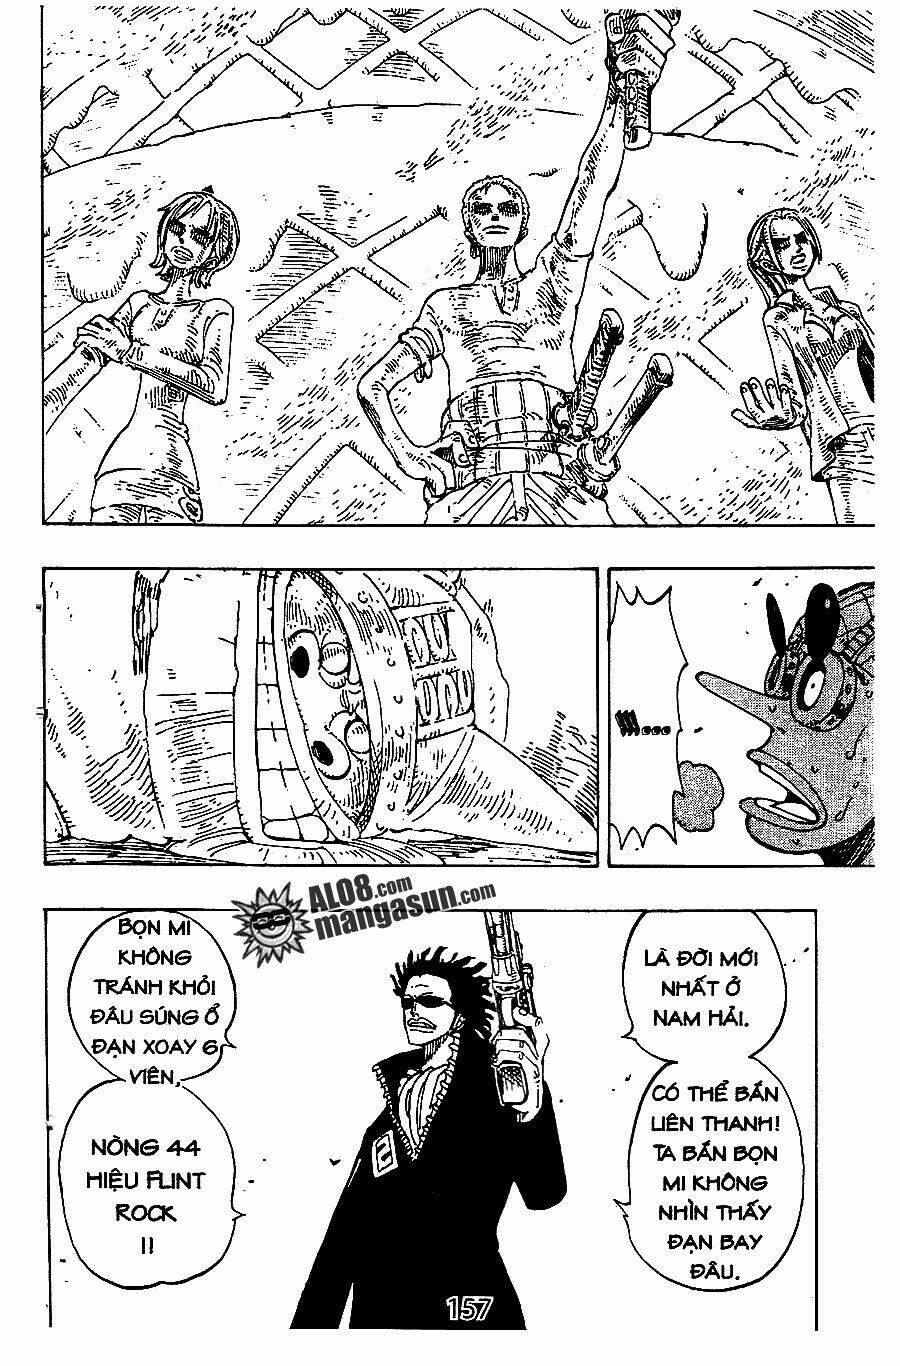 !!!...
ALO8.com
mangasun.com
LÀ ĐỜI MỚI
NHẤT Ở
NAM HẢI.
CÓ THỂ BẮN
LIÊN THANH!
TA BẮN BỌN
MI KHÔNG
NHÌN THẤY
ĐẠN BAY
ĐÂU.
BỌN MI
KHÔNG
TRÁNH KHỎI
ĐÂU SÚNG Ổ
ĐẠN XOAY 6
VIÊN,
NÒNG 44
HIỆU FLINT
ROCK
!!
157